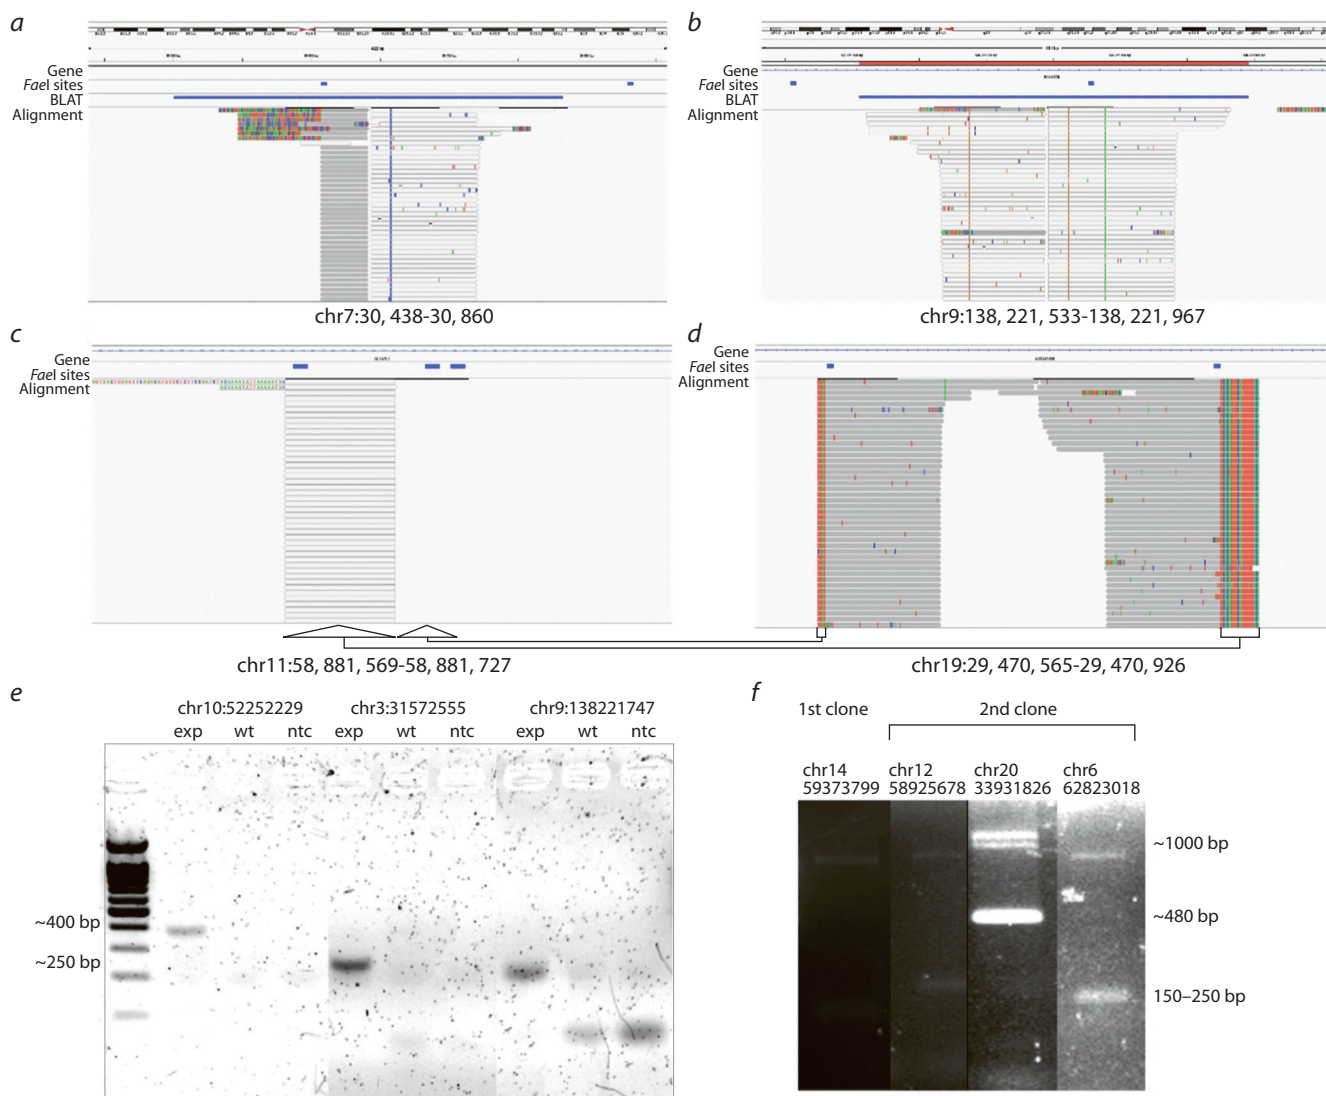 a
Gene
FaeI sites
BLAT
Alignment
chr7:30, 438-30, 860
b
Gene
FaeI sites
BLAT
Alignment
chr9:138, 221, 533-138, 221, 967
c
Gene
FaeI sites
Alignment
chr11:58, 881, 569-58, 881, 727
d
Gene
FaeI sites
Alignment
chr19:29, 470, 565-29, 470, 926
e
chr10:52252229 chr3:31572555 chr9:138221747
exp wt ntc exp wt ntc exp wt ntc
~400 bp
~250 bp
f
1st clone 2nd clone
chr14 chr12 chr20 chr6
59373799 58925678 33931826 62823018
~1000 bp
~480 bp
150–250 bp